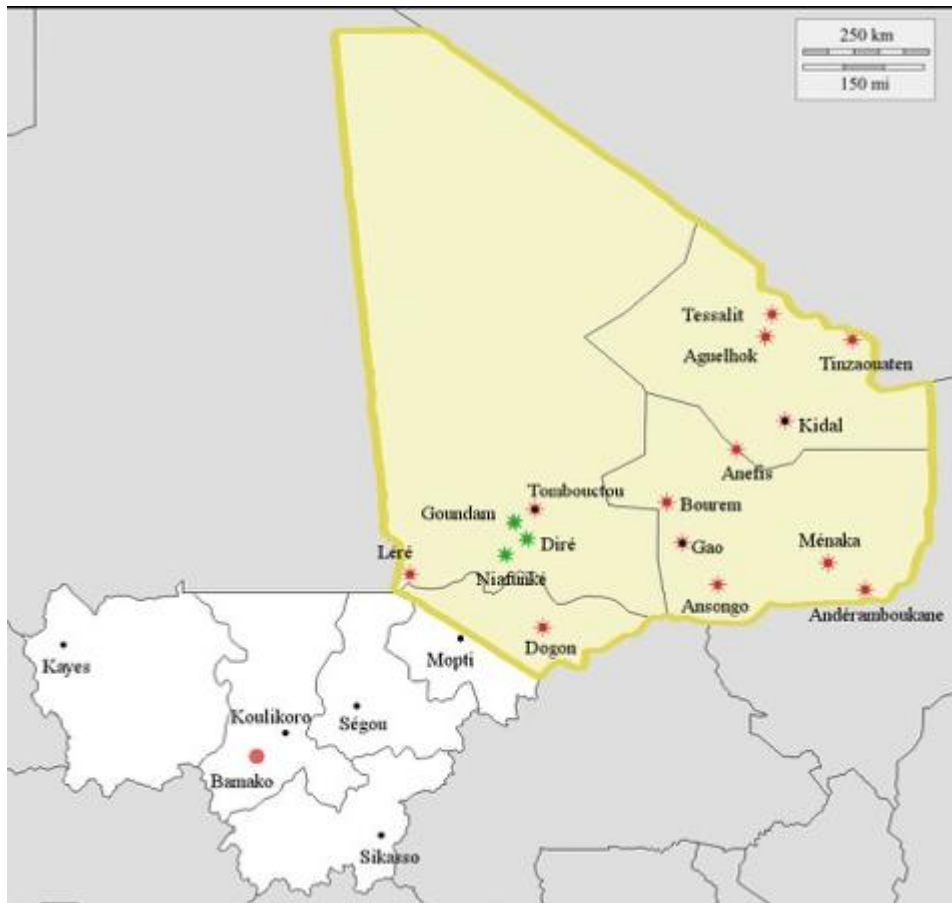 250 km
150 mi
Tessalit
Aguelhok
Tinzaouaten
Kidal
Anefis
Tombouctou
Bourem
Goundam
Diré
Gao
Ménaka
Léré
Niafunké
Ansongo
Andéramboukane
Dogon
Mopti
Kayes
Koulikoro
Ségou
Bamako
Sikasso